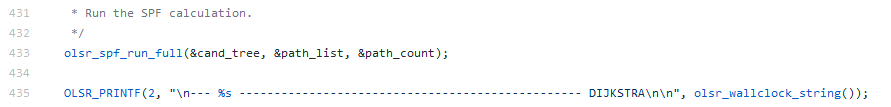 431 * Run the SPF calculation.
432 */
433 olsr_spf_run_full(&cand_tree, &path_list, &path_count);
434
435 OLSR_PRINTF(2, "\n--- %s ------------------------------------------------- DIJKSTRA\n\n", olsr_wallclock_string());